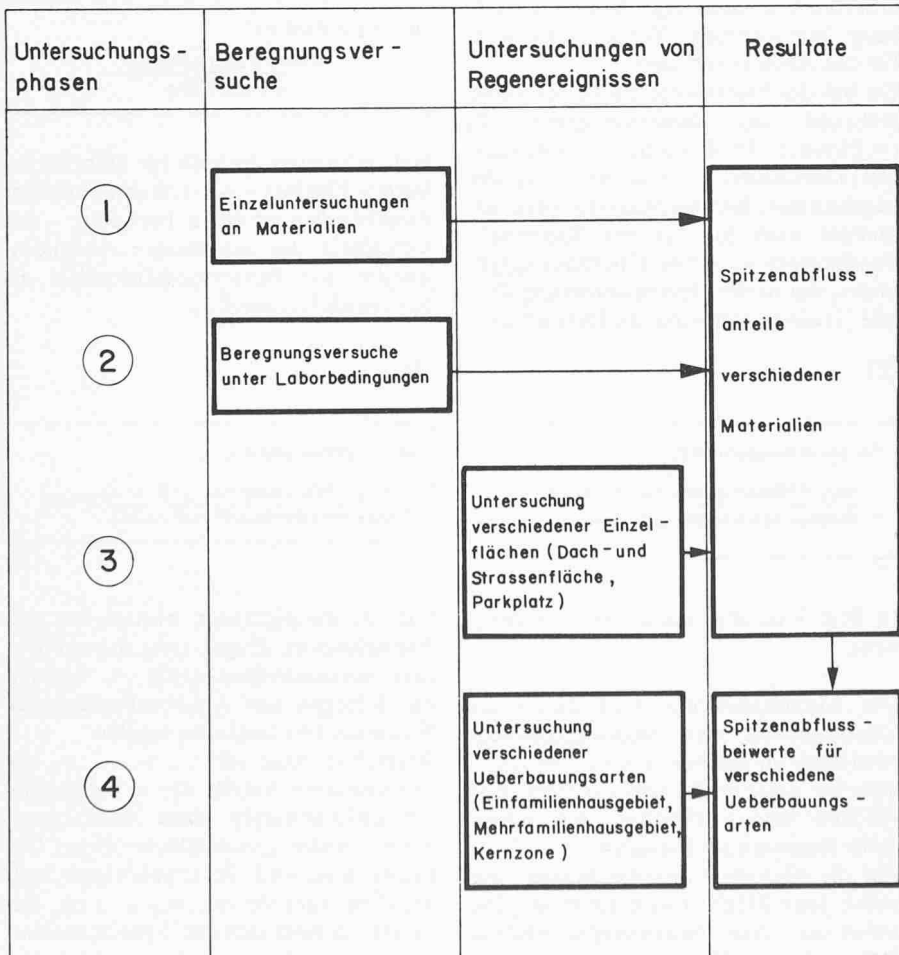 Untersuchungs-
phasen
Beregnungsver-
suche
Untersuchungen von
Regenereignissen
Resultate
1
Einzeluntersuchungen
an Materialien
2
Beregnungsversuche
unter Laborbedingungen
Spitzenabfluss-
anteile
verschiedener
Materialien
3
Untersuchung
verschiedener Einzel-
flächen (Dach- und
Strassenfläche,
Parkplatz)
4
Untersuchung
verschiedener
Ueberbauungsarten
(Einfamilienhausgebiet,
Mehrfamilienhausgebiet,
Kernzone)
Spitzenabfluss-
beiwerte für
verschiedene
Ueberbauungs-
arten